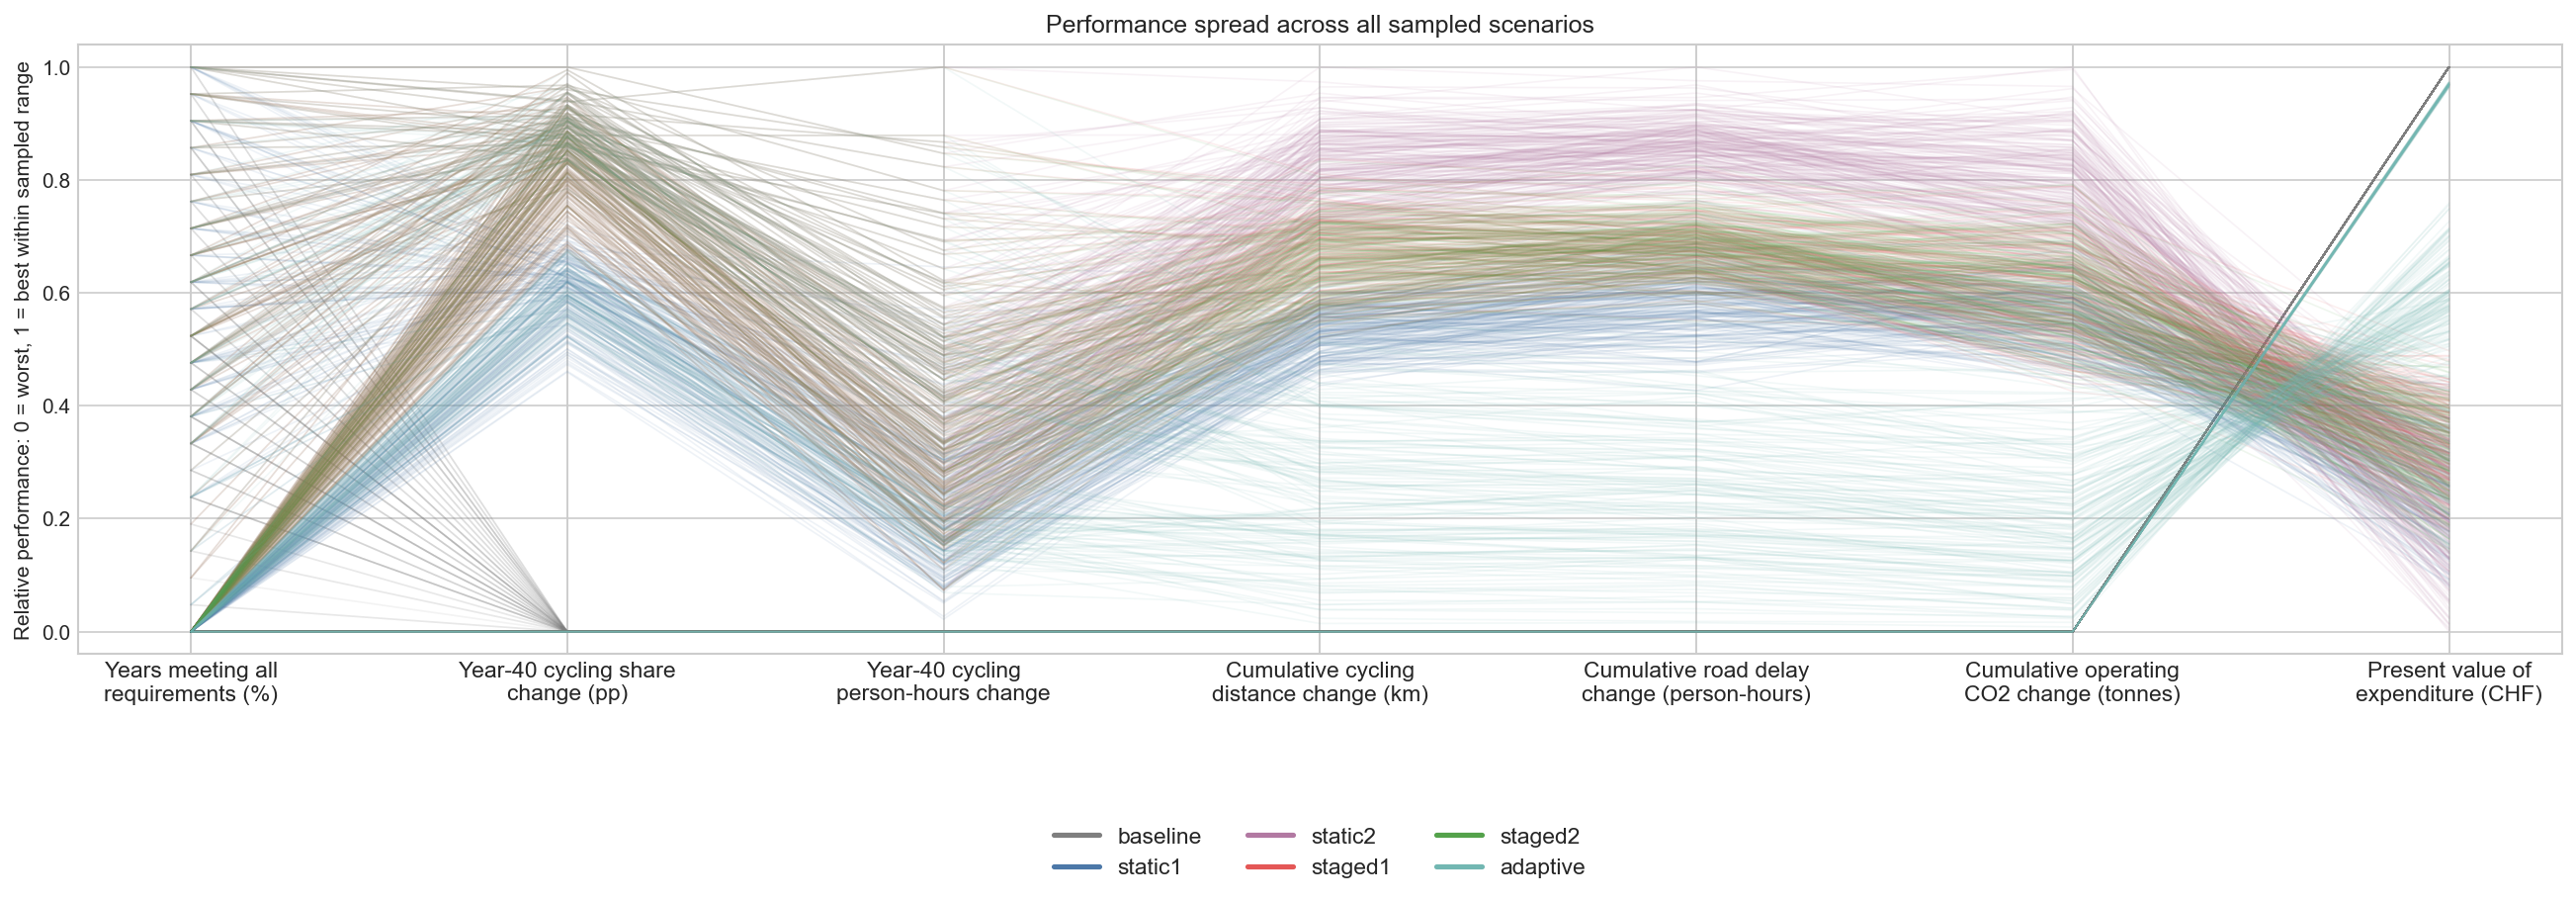 Performance spread across all sampled scenarios
Relative performance: 0 = worst, 1 = best within sampled range
1.0
0.8
0.6
0.4
0.2
0.0
Years meeting all
requirements (%)
Year-40 cycling share
change (pp)
Year-40 cycling
person-hours change
Cumulative cycling
distance change (km)
Cumulative road delay
change (person-hours)
Cumulative operating
CO2 change (tonnes)
Present value of
expenditure (CHF)
baseline
static1
static2
staged1
staged2
adaptive